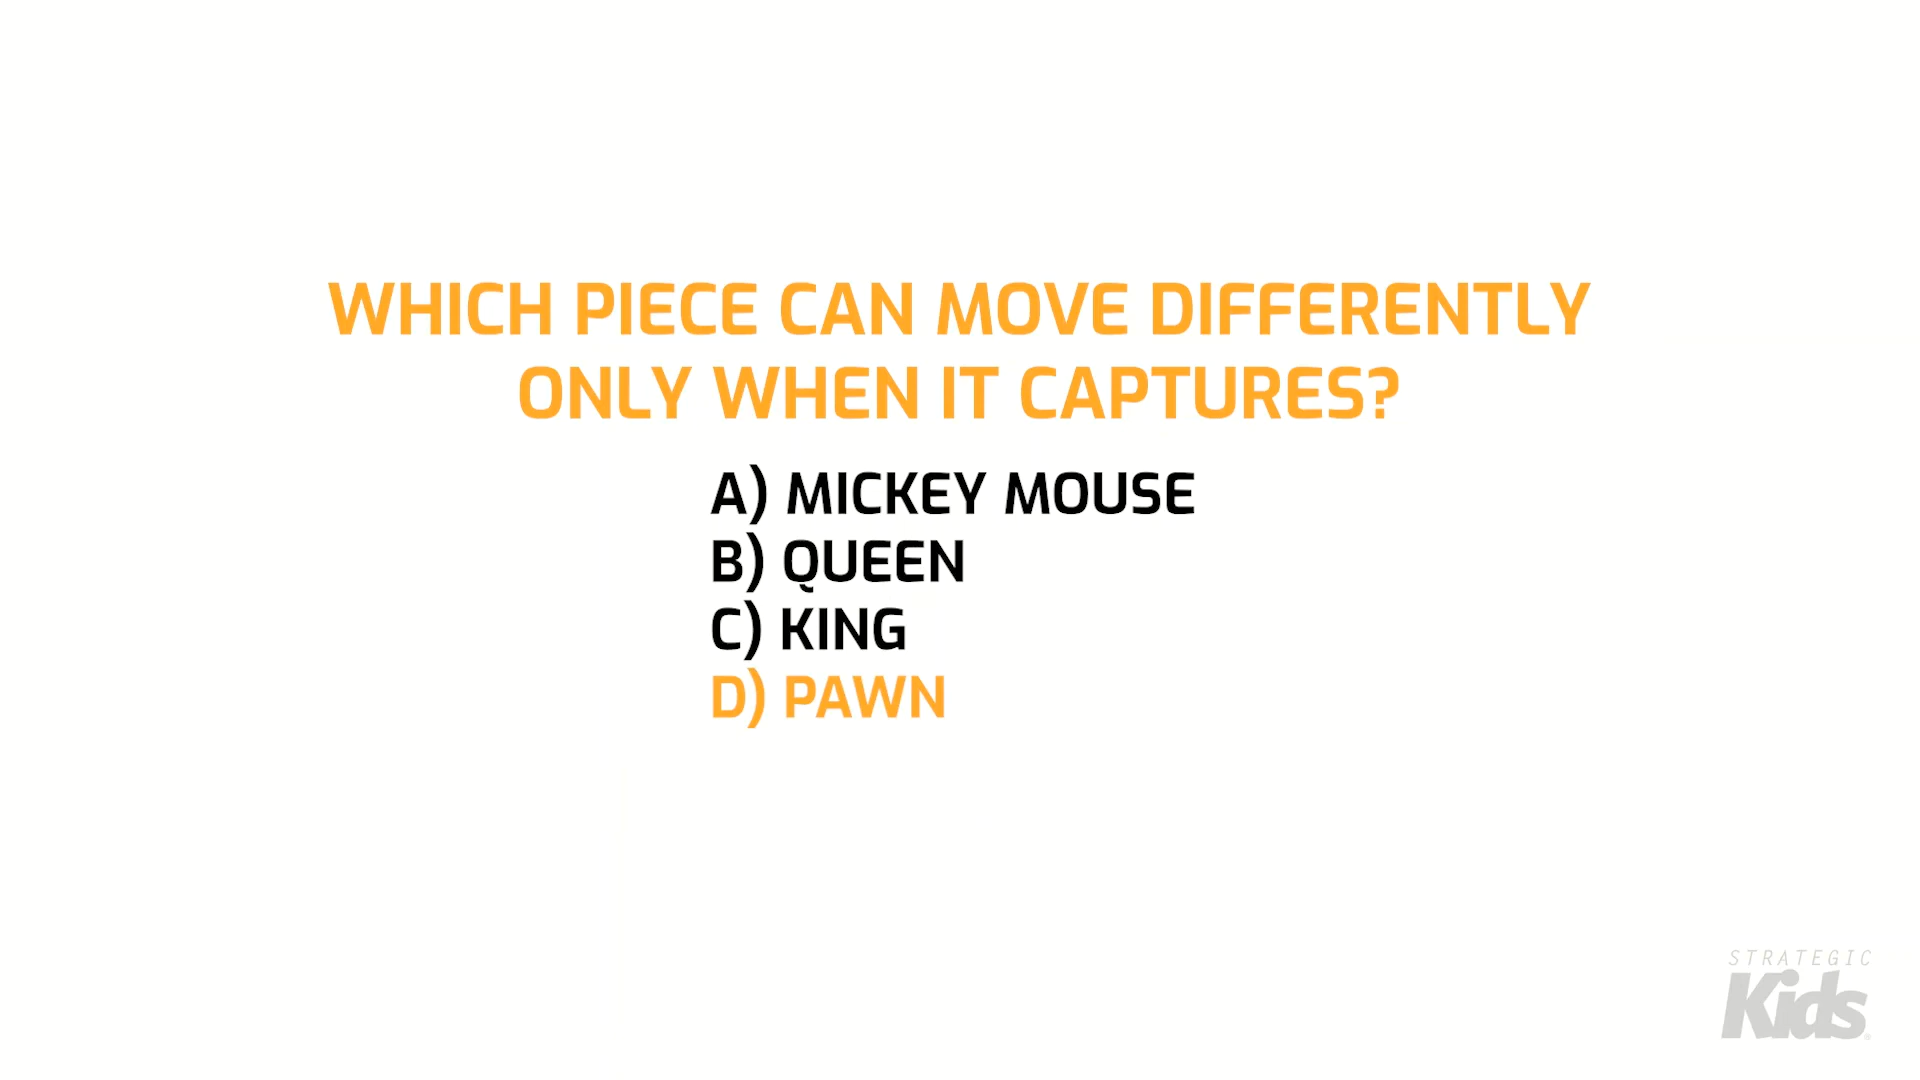 WHICH PIECE CAN MOVE DIFFERENTLY
ONLY WHEN IT CAPTURES?
A) MICKEY MOUSE
B) QUEEN
C) KING
D) PAWN
STRATEGIC
Kids